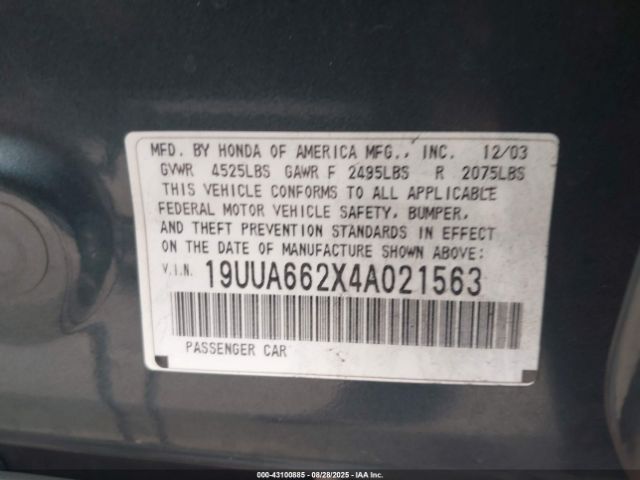 MFD. BY HONDA OF AMERICA MFG., INC. 12/03
GVWR 4525LBS GAWR F 2495LBS R 2075LBS
THIS VEHICLE CONFORMS TO ALL APPLICABLE
FEDERAL MOTOR VEHICLE SAFETY, BUMPER,
AND THEFT PREVENTION STANDARDS IN EFFECT
ON THE DATE OF MANUFACTURE SHOWN ABOVE:
V.I.N. 19UUA662X4A021563
PASSENGER CAR
000-43100885 | 08/28/2025 | IAA Inc.